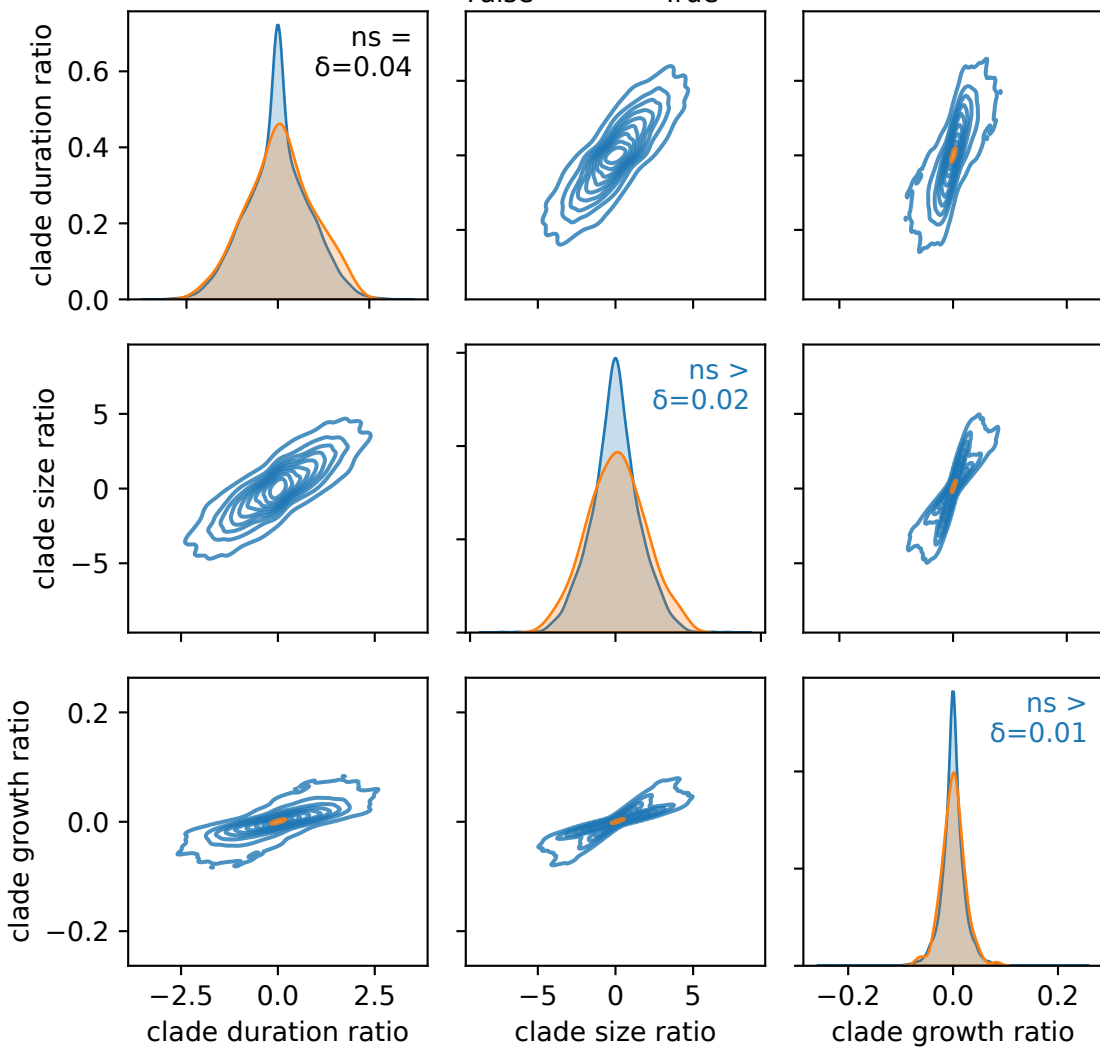 clade duration ratio
0.6
0.4
0.2
0.0
ns =
δ=0.04
clade size ratio
5
0
−5
ns >
δ=0.02
clade growth ratio
0.2
0.0
−0.2
ns >
δ=0.01
−2.5 0.0 2.5
−5 0 5
−0.2 0.0 0.2
clade duration ratio
clade size ratio
clade growth ratio